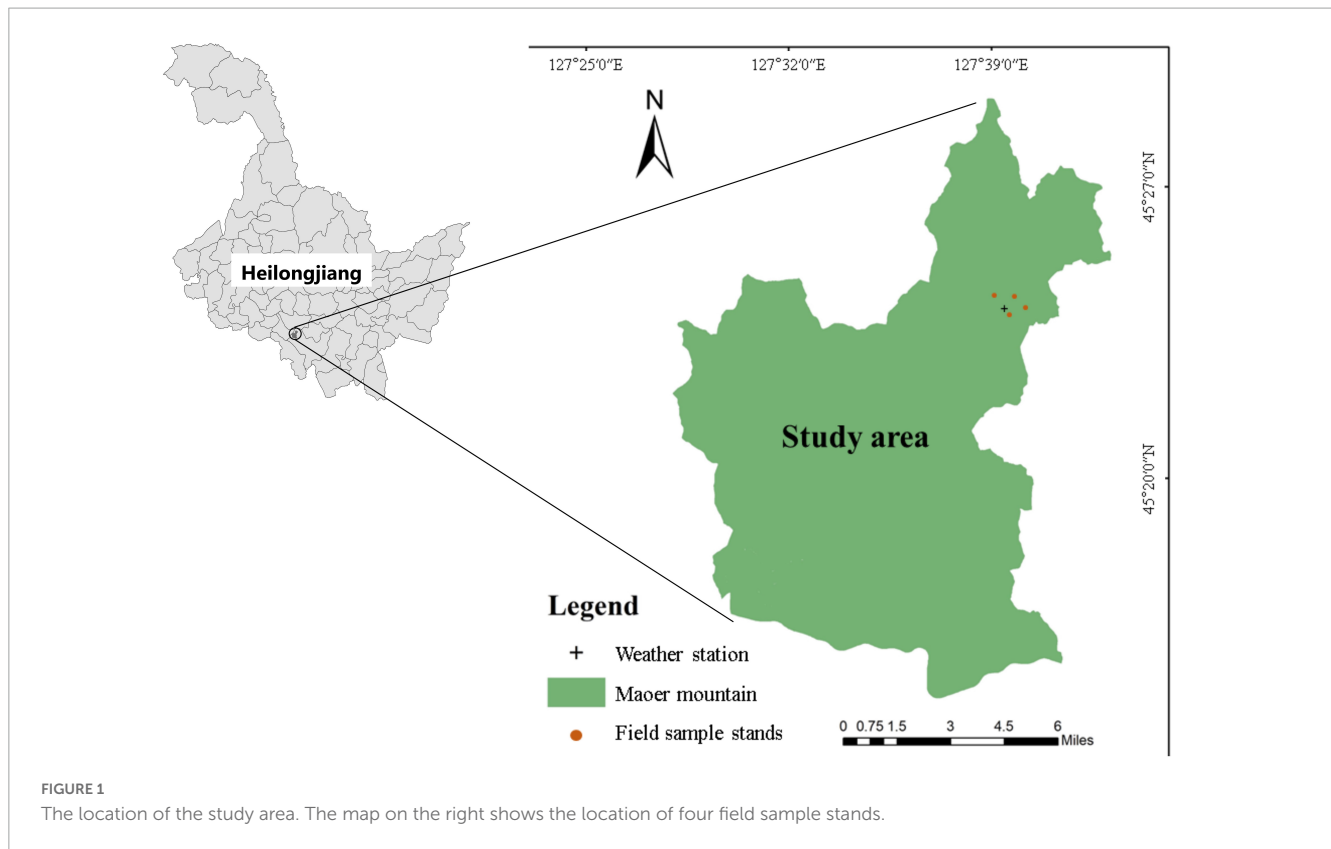 127°25'0"E 127°32'0"E 127°39'0"E
N
45°27'0"N
Heilongjiang
Study area
45°20'0"N
Legend
Weather station
Maoer mountain
Field sample stands
0 0.75 1.5 3 4.5 6
Miles
FIGURE 1
The location of the study area. The map on the right shows the location of four field sample stands.